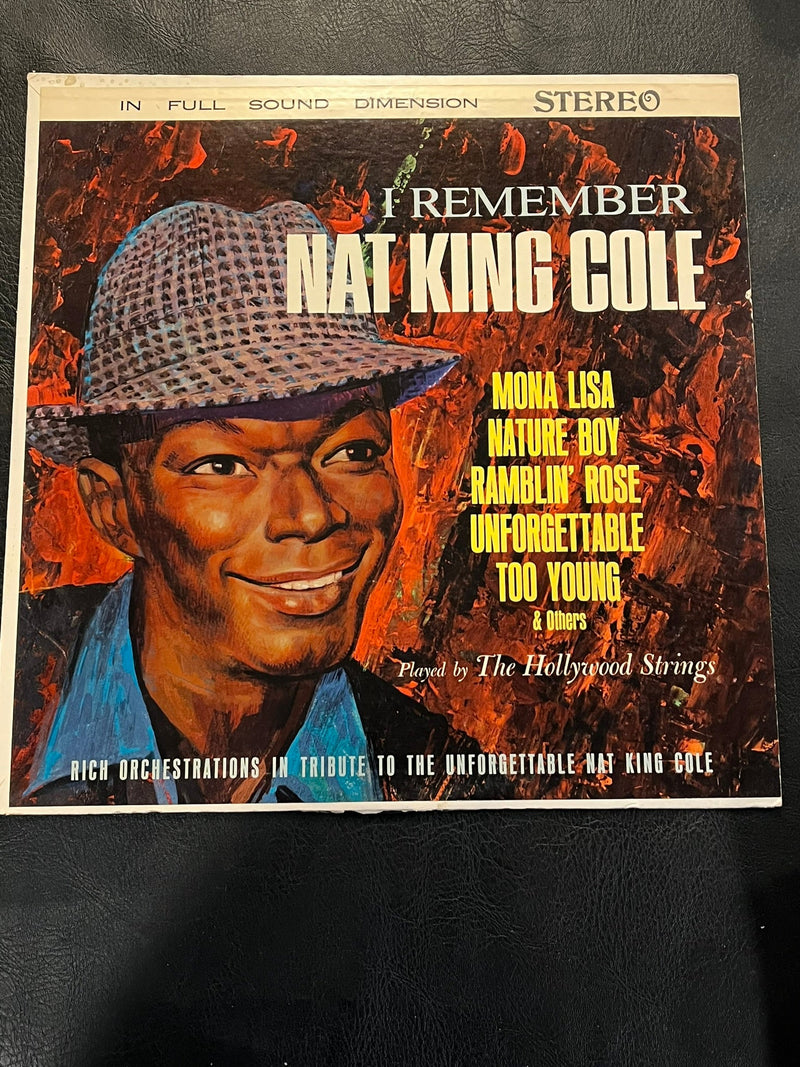 IN FULL SOUND DIMENSION STEREO
I REMEMBER
NAT KING COLE
MONA LISA
NATURE BOY
RAMBLIN' ROSE
UNFORGETTABLE
TOO YOUNG
& Others
Played by The Hollywood Strings
RICH ORCHESTRATIONS IN TRIBUTE TO THE UNFORGETTABLE NAT KING COLE